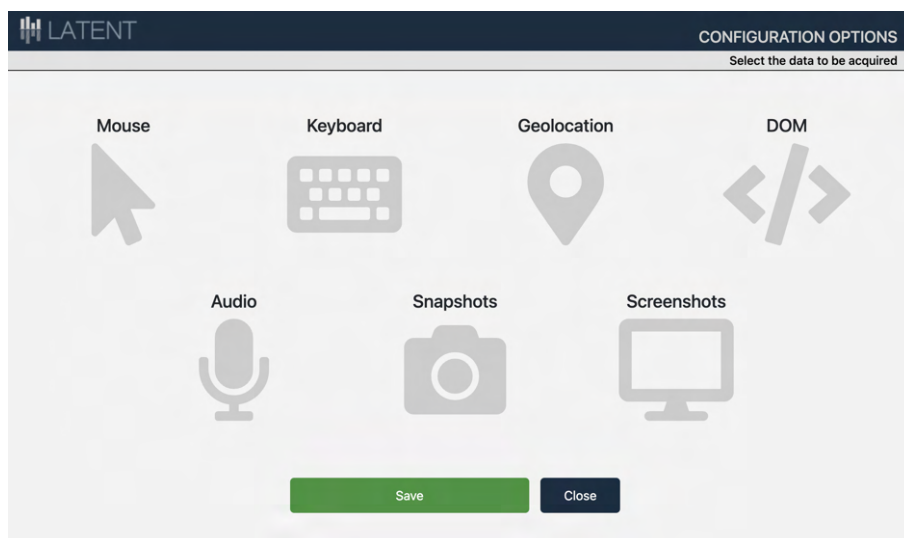 LATENT
CONFIGURATION OPTIONS
Select the data to be acquired
Mouse
Keyboard
Geolocation
DOM
Audio
Snapshots
Screenshots
Save
Close